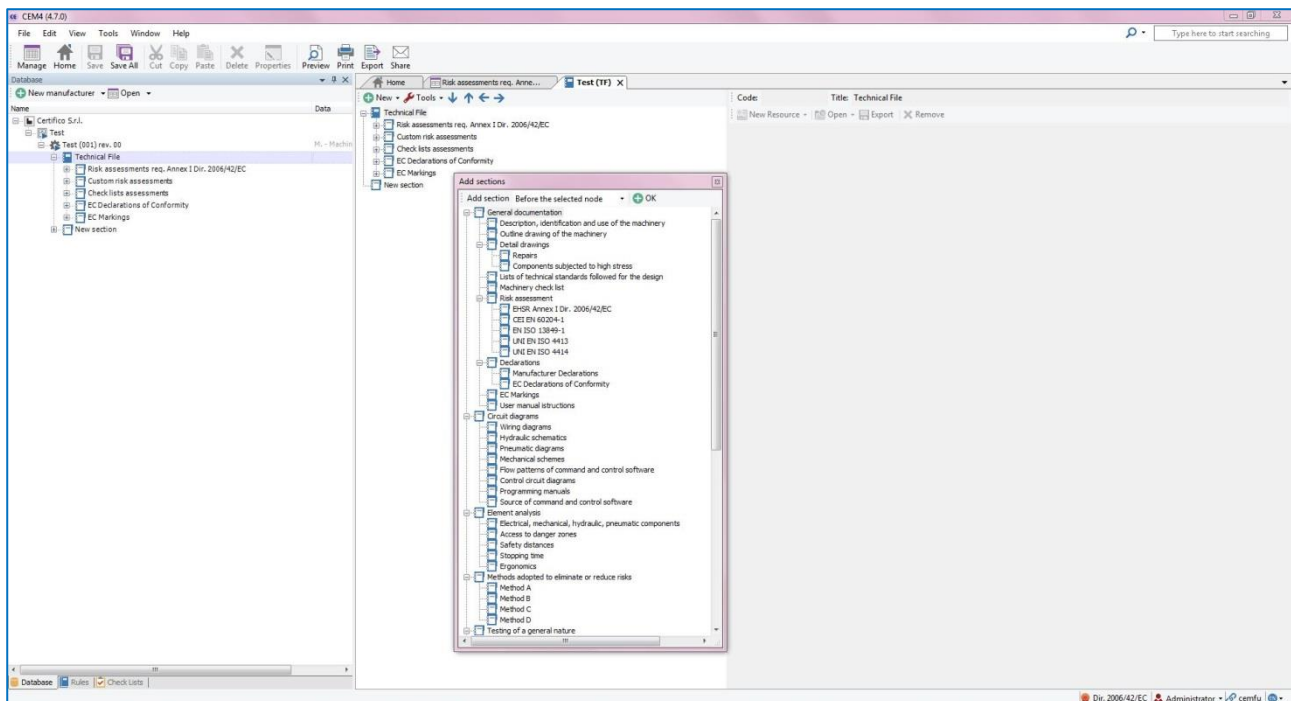 CEM4 (4.7.0)
File Edit View Tools Window Help
Type here to start searching
Manage Home Save Save All Cut Copy Paste Delete Properties Preview Print Export Share
Database
New manufacturer Open
Name Data
Certifico S.r.l.
Test
Test (001) rev. 00 M. - Machin
Technical File
Risk assessments req. Annex I Dir. 2006/42/EC
Custom risk assessments
Check lists assessments
EC Declarations of Conformity
EC Markings
New section
Home Risk assessments req. Anne... Test (TF) X
New Tools
Technical File
Risk assessments req. Annex I Dir. 2006/42/EC
Custom risk assessments
Check lists assessments
EC Declarations of Conformity
EC Markings
New section
Code: Title: Technical File
New Resource Open Export Remove
Add sections
Add section Before the selected node OK
General documentation
Description, identification and use of the machinery
Outline drawing of the machinery
Detail drawings
Repairs
Components subjected to high stress
Lists of technical standards followed for the design
Machinery check list
Risk assessment
EHSR Annex I Dir. 2006/42/EC
CEI EN 60204-1
EN ISO 13849-1
UNI EN ISO 4413
UNI EN ISO 4414
Declarations
Manufacturer Declarations
EC Declarations of Conformity
EC Markings
User manual istructions
Circuit diagrams
Wiring diagrams
Hydraulic schematics
Pneumatic diagrams
Mechanical schemes
Flow patterns of command and control software
Control circuit diagrams
Programming manuals
Source of command and control software
Element analysis
Electrical, mechanical, hydraulic, pneumatic components
Access to danger zones
Safety distances
Stopping time
Ergonomics
Methods adopted to eliminate or reduce risks
Method A
Method B
Method C
Method D
Testing of a general nature
Database Rules Check Lists
Dir. 2006/42/EC Administrator cemfu